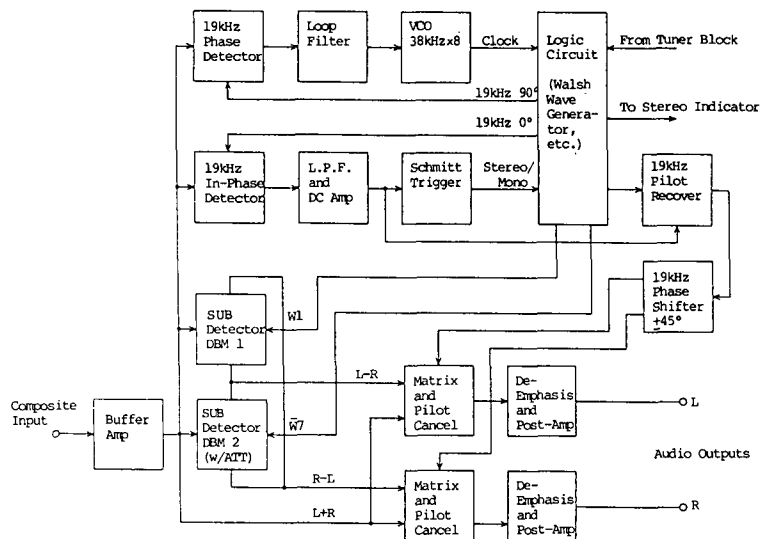 19kHz
Phase
Detector
Loop
Filter
VCO
38kHz×8
Clock
Logic
Circuit
(Walsh
Wave
Genera-
tor,
etc.)
From Tuner Block
To Stereo Indicator
19kHz 90°
19kHz 0°
19kHz
In-Phase
Detector
L.P.F.
and
DC Amp
Schmitt
Trigger
Stereo/
Mono
19kHz
Pilot
Recover
19kHz
Phase
Shifter
±45°
SUB
Detector
DBM 1
W1
SUB
Detector
DBM 2
(w/ATT)
W̄7
L-R
R-L
L+R
Composite
Input
Buffer
Amp
Matrix
and
Pilot
Cancel
De-
Emphasis
and
Post-Amp
L
Audio Outputs
Matrix
and
Pilot
Cancel
De-
Emphasis
and
Post-Amp
R